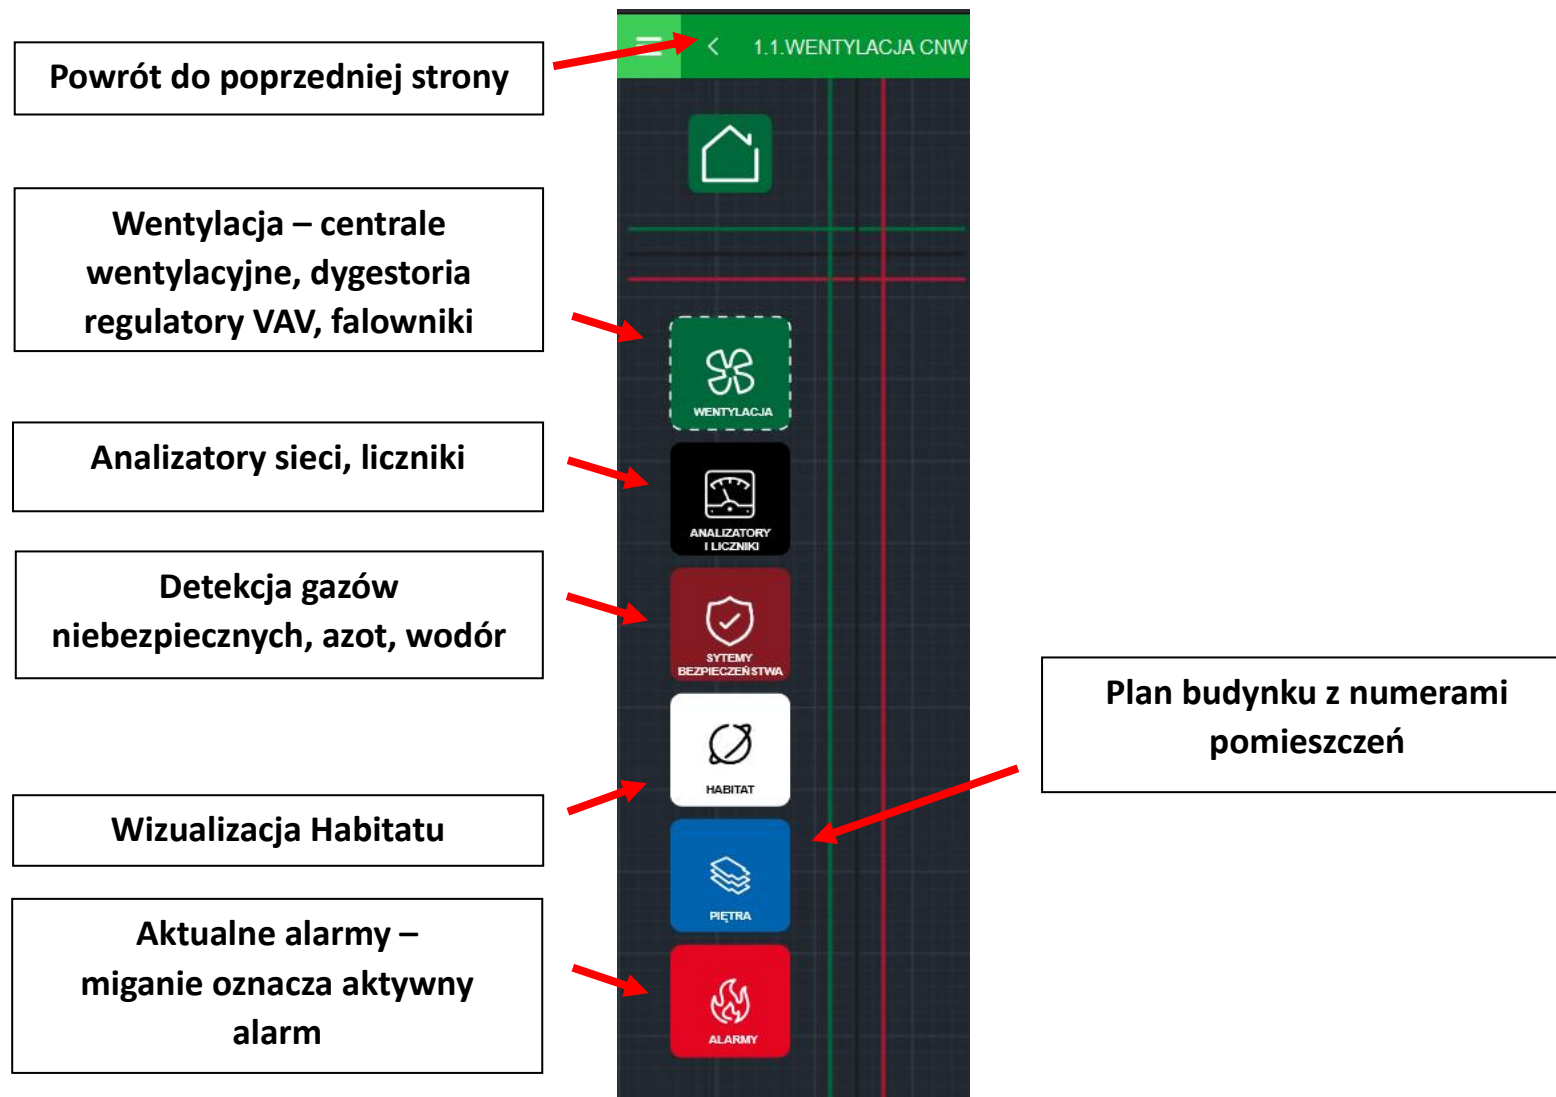 Powrót do poprzedniej strony
1.1.WENTYLACJA CNW
Wentylacja – centrale
wentylacyjne, dygestoria
regulatory VAV, falowniki
WENTYLACJA
Analizatory sieci, liczniki
ANALIZATORY
I LICZNIKI
Detekcja gazów
niebezpiecznych, azot, wodór
SYTEMY
BEZPIECZEŃSTWA
Plan budynku z numerami
pomieszczeń
HABITAT
Wizualizacja Habitatu
PIĘTRA
Aktualne alarmy –
miganie oznacza aktywny
alarm
ALARMY